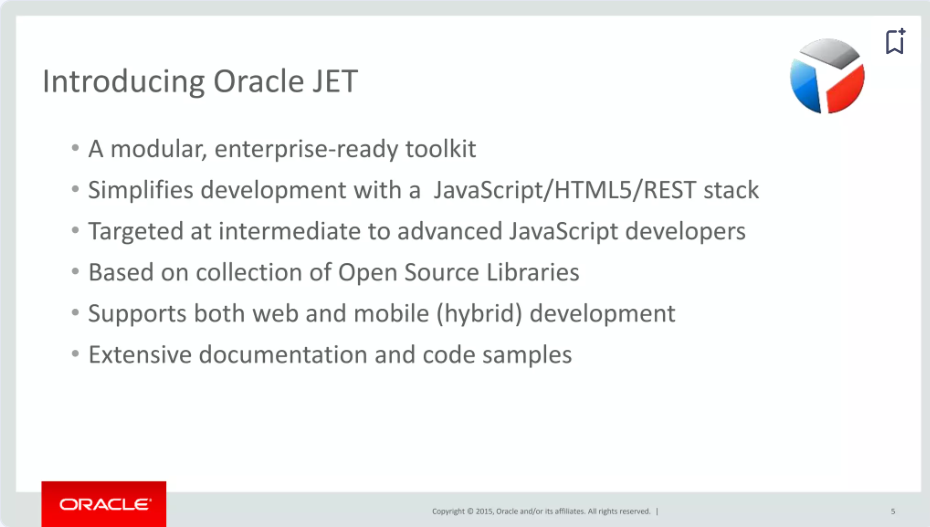 Introducing Oracle JET
• A modular, enterprise-ready toolkit
• Simplifies development with a  JavaScript/HTML5/REST stack
• Targeted at intermediate to advanced JavaScript developers
• Based on collection of Open Source Libraries
• Supports both web and mobile (hybrid) development
• Extensive documentation and code samples
ORACLE®
Copyright © 2015, Oracle and/or its affiliates. All rights reserved. |
5